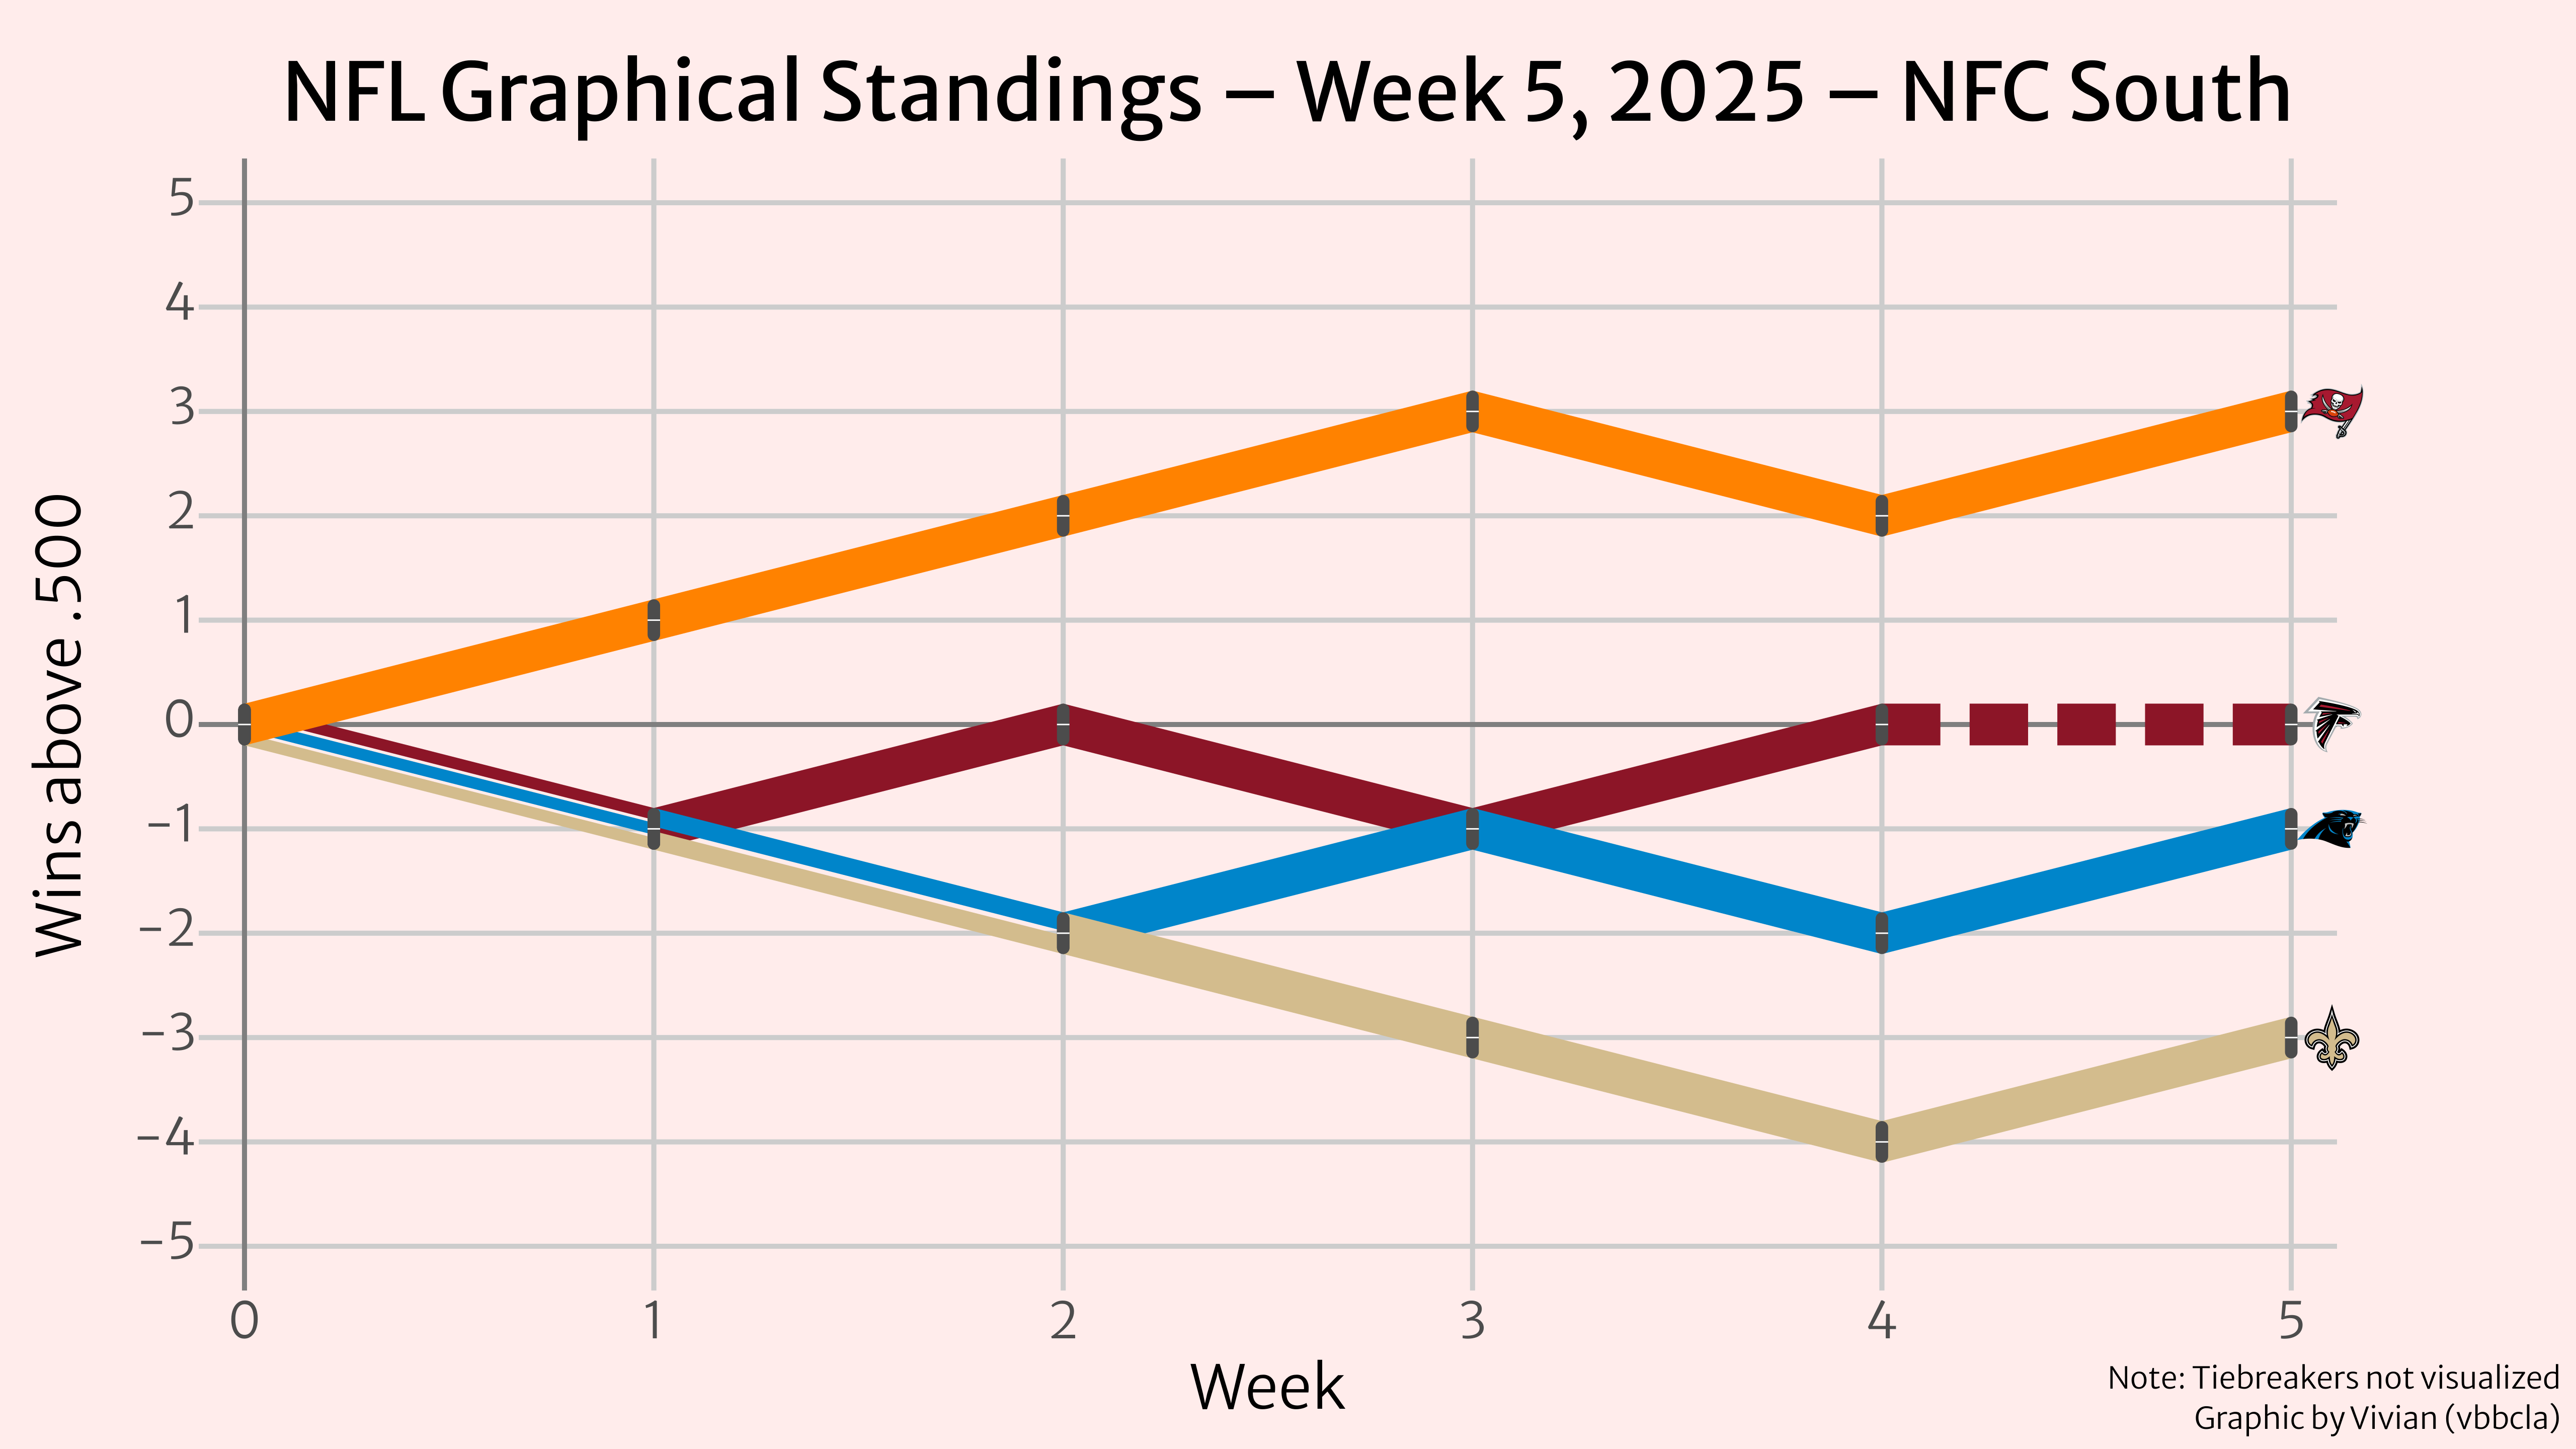 NFL Graphical Standings – Week 5, 2025 – NFC South
Wins above .500
5
4
3
2
1
0
−1
−2
−3
−4
−5
0 1 2 3 4 5
Week
Note: Tiebreakers not visualized
Graphic by Vivian (vbbcla)